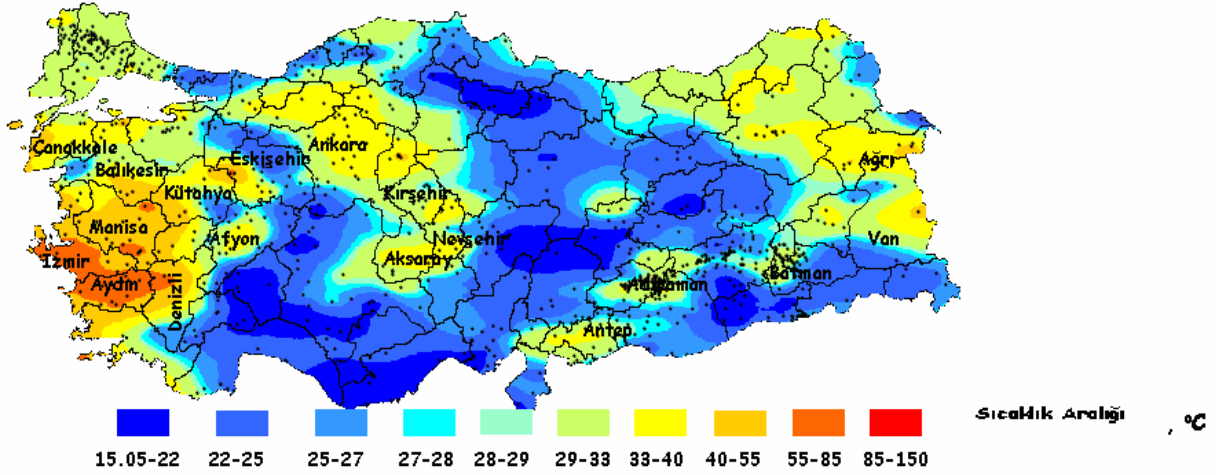 Çanakkale
Balıkesir
Eskişehir
Ankara
Ağrı
Kütahya
Kırşehir
Manisa
Afyon
Nevşehir
Van
İzmir
Aksaray
Batman
Aydın
Denizli
Adıyaman
Antep
Sıcaklık Aralığı , °C
15.05-22 22-25 25-27 27-28 28-29 29-33 33-40 40-55 55-85 85-150